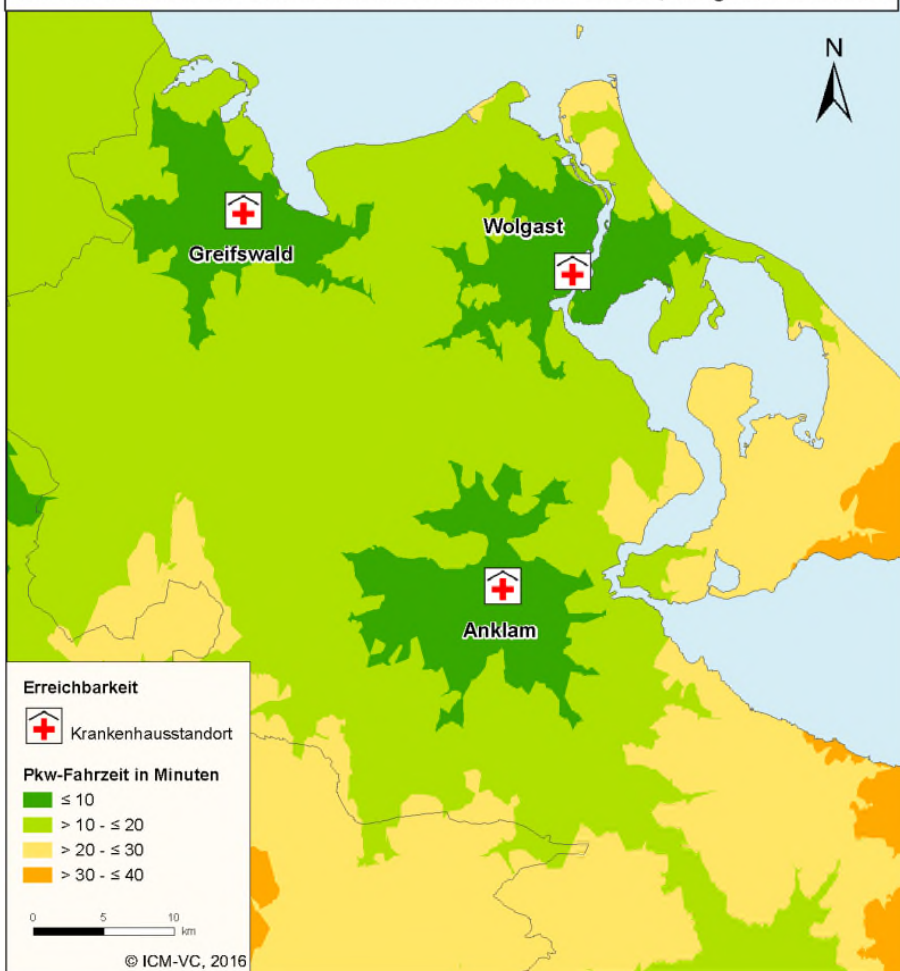 N
Wolgast
Greifswald
Anklam
Erreichbarkeit
Krankenhausstandort
Pkw-Fahrzeit in Minuten
≤ 10
> 10 - ≤ 20
> 20 - ≤ 30
> 30 - ≤ 40
0 5 10
km
© ICM-VC, 2016